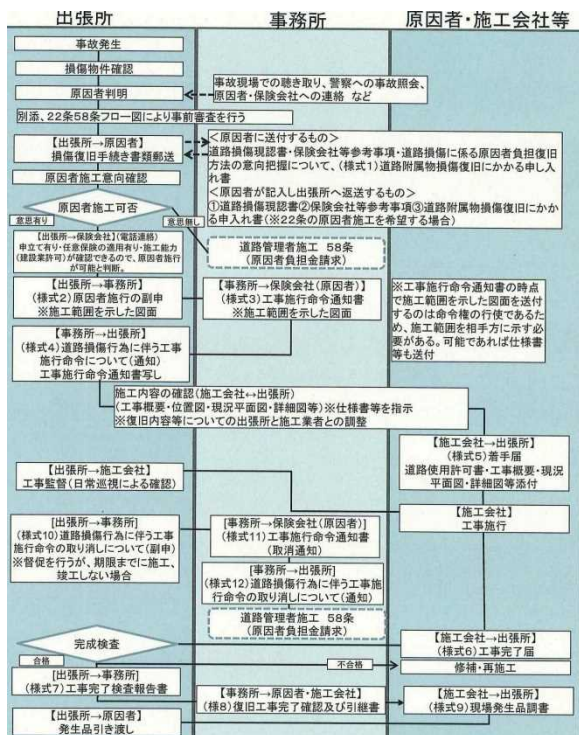 出張所
事務所
原因者・施工会社等
事故発生
損傷物件確認
原因者判明
事故現場での聴き取り、警察への事故照会、
原因者・保険会社への連絡 など
別添、22条58条フロー図により事前審査を行う
【出張所→原因者】
損傷復旧手続き書類郵送
<原因者に送付するもの>
道路損傷現認書・保険会社等参考事項・道路損傷に係る原因者負担復旧
方法の意向把握について、(様式1)道路附属物損傷復旧にかかる申し入
れ書
<原因者が記入し出張所へ返送するもの>
①道路損傷現認書②保険会社等参考事項③道路附属物損傷復旧にか
かる申入れ書(※22条の原因者施工を希望する場合)
原因者施工意向確認
原因者施工可否
意思有り
意思無し
【出張所→保険会社】(電話連絡)
申立て有り・任意保険の適用有り・施工能力
(建設業許可)が確認できるので、原因者施行
が可能と判断。
道路管理者施工 58条
(原因者負担金請求)
【出張所→事務所】
(様式2)原因者施行の副申
※施工範囲を示した図面
【事務所→保険会社(原因者)】
(様式3)工事施行命令通知書
※施工範囲を示した図面
※工事施行命令通知書の時点
で施工範囲を示した図面を送付
するのは命令権の行使であるた
め、施工範囲を相手方に示す必
要がある。可能であれば仕様書
等も送付
【事務所→出張所】
(様式4)道路損傷行為に伴う工事
施行命令について(通知)
工事施行命令通知書写し
施工内容の確認(施工会社↔出張所)
(工事概要・位置図・現況平面図・詳細図等)※仕様書等を指示
※復旧内容等についての出張所と施工業者との調整
【施工会社→出張所】
(様式5)着手届
道路使用許可書・工事概要・現況
平面図・詳細図等添付
【出張所→施工会社】
工事監督(日常巡視による確認)
【施工会社】
工事施行
[出張所→事務所]
(様式10)道路損傷行為に伴う工事
施行命令の取り消しについて(副申)
※督促を行うが、期限までに施工、
竣工しない場合
[事務所→保険会社(原因者)]
(様式11)工事施行命令通知書
(取消通知)
[事務所→出張所]
(様式12)道路損傷行為に伴う工事施
行命令の取り消しについて(通知)
道路管理者施工 58条
(原因者負担金請求)
完成検査
【施工会社→出張所】
(様式6)工事完了届
合格
不合格
修補・再施工
[出張所→事務所]
(様式7)工事完了検査報告書
【事務所→原因者・施工会社】
(様8)復旧工事完了確認及び引継書
【施工会社→出張所】
(様式9)現場発生品調書
【出張所→原因者】
発生品引き渡し